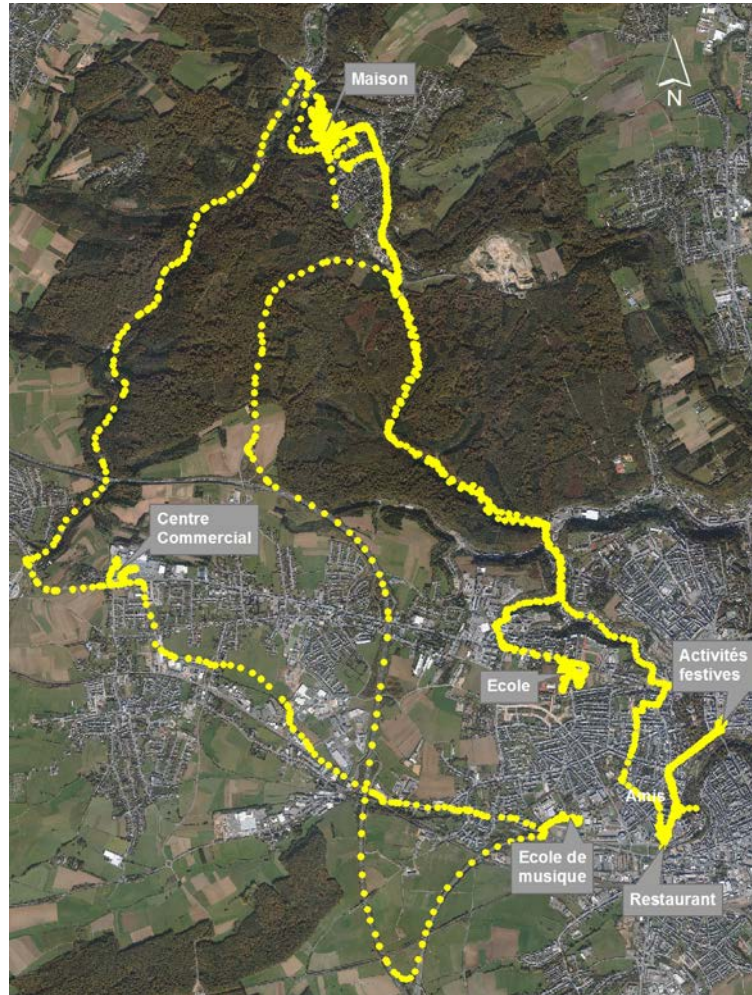 Maison
N
Centre
Commercial
Activités
festives
Ecole
Amis
Ecole de
musique
Restaurant